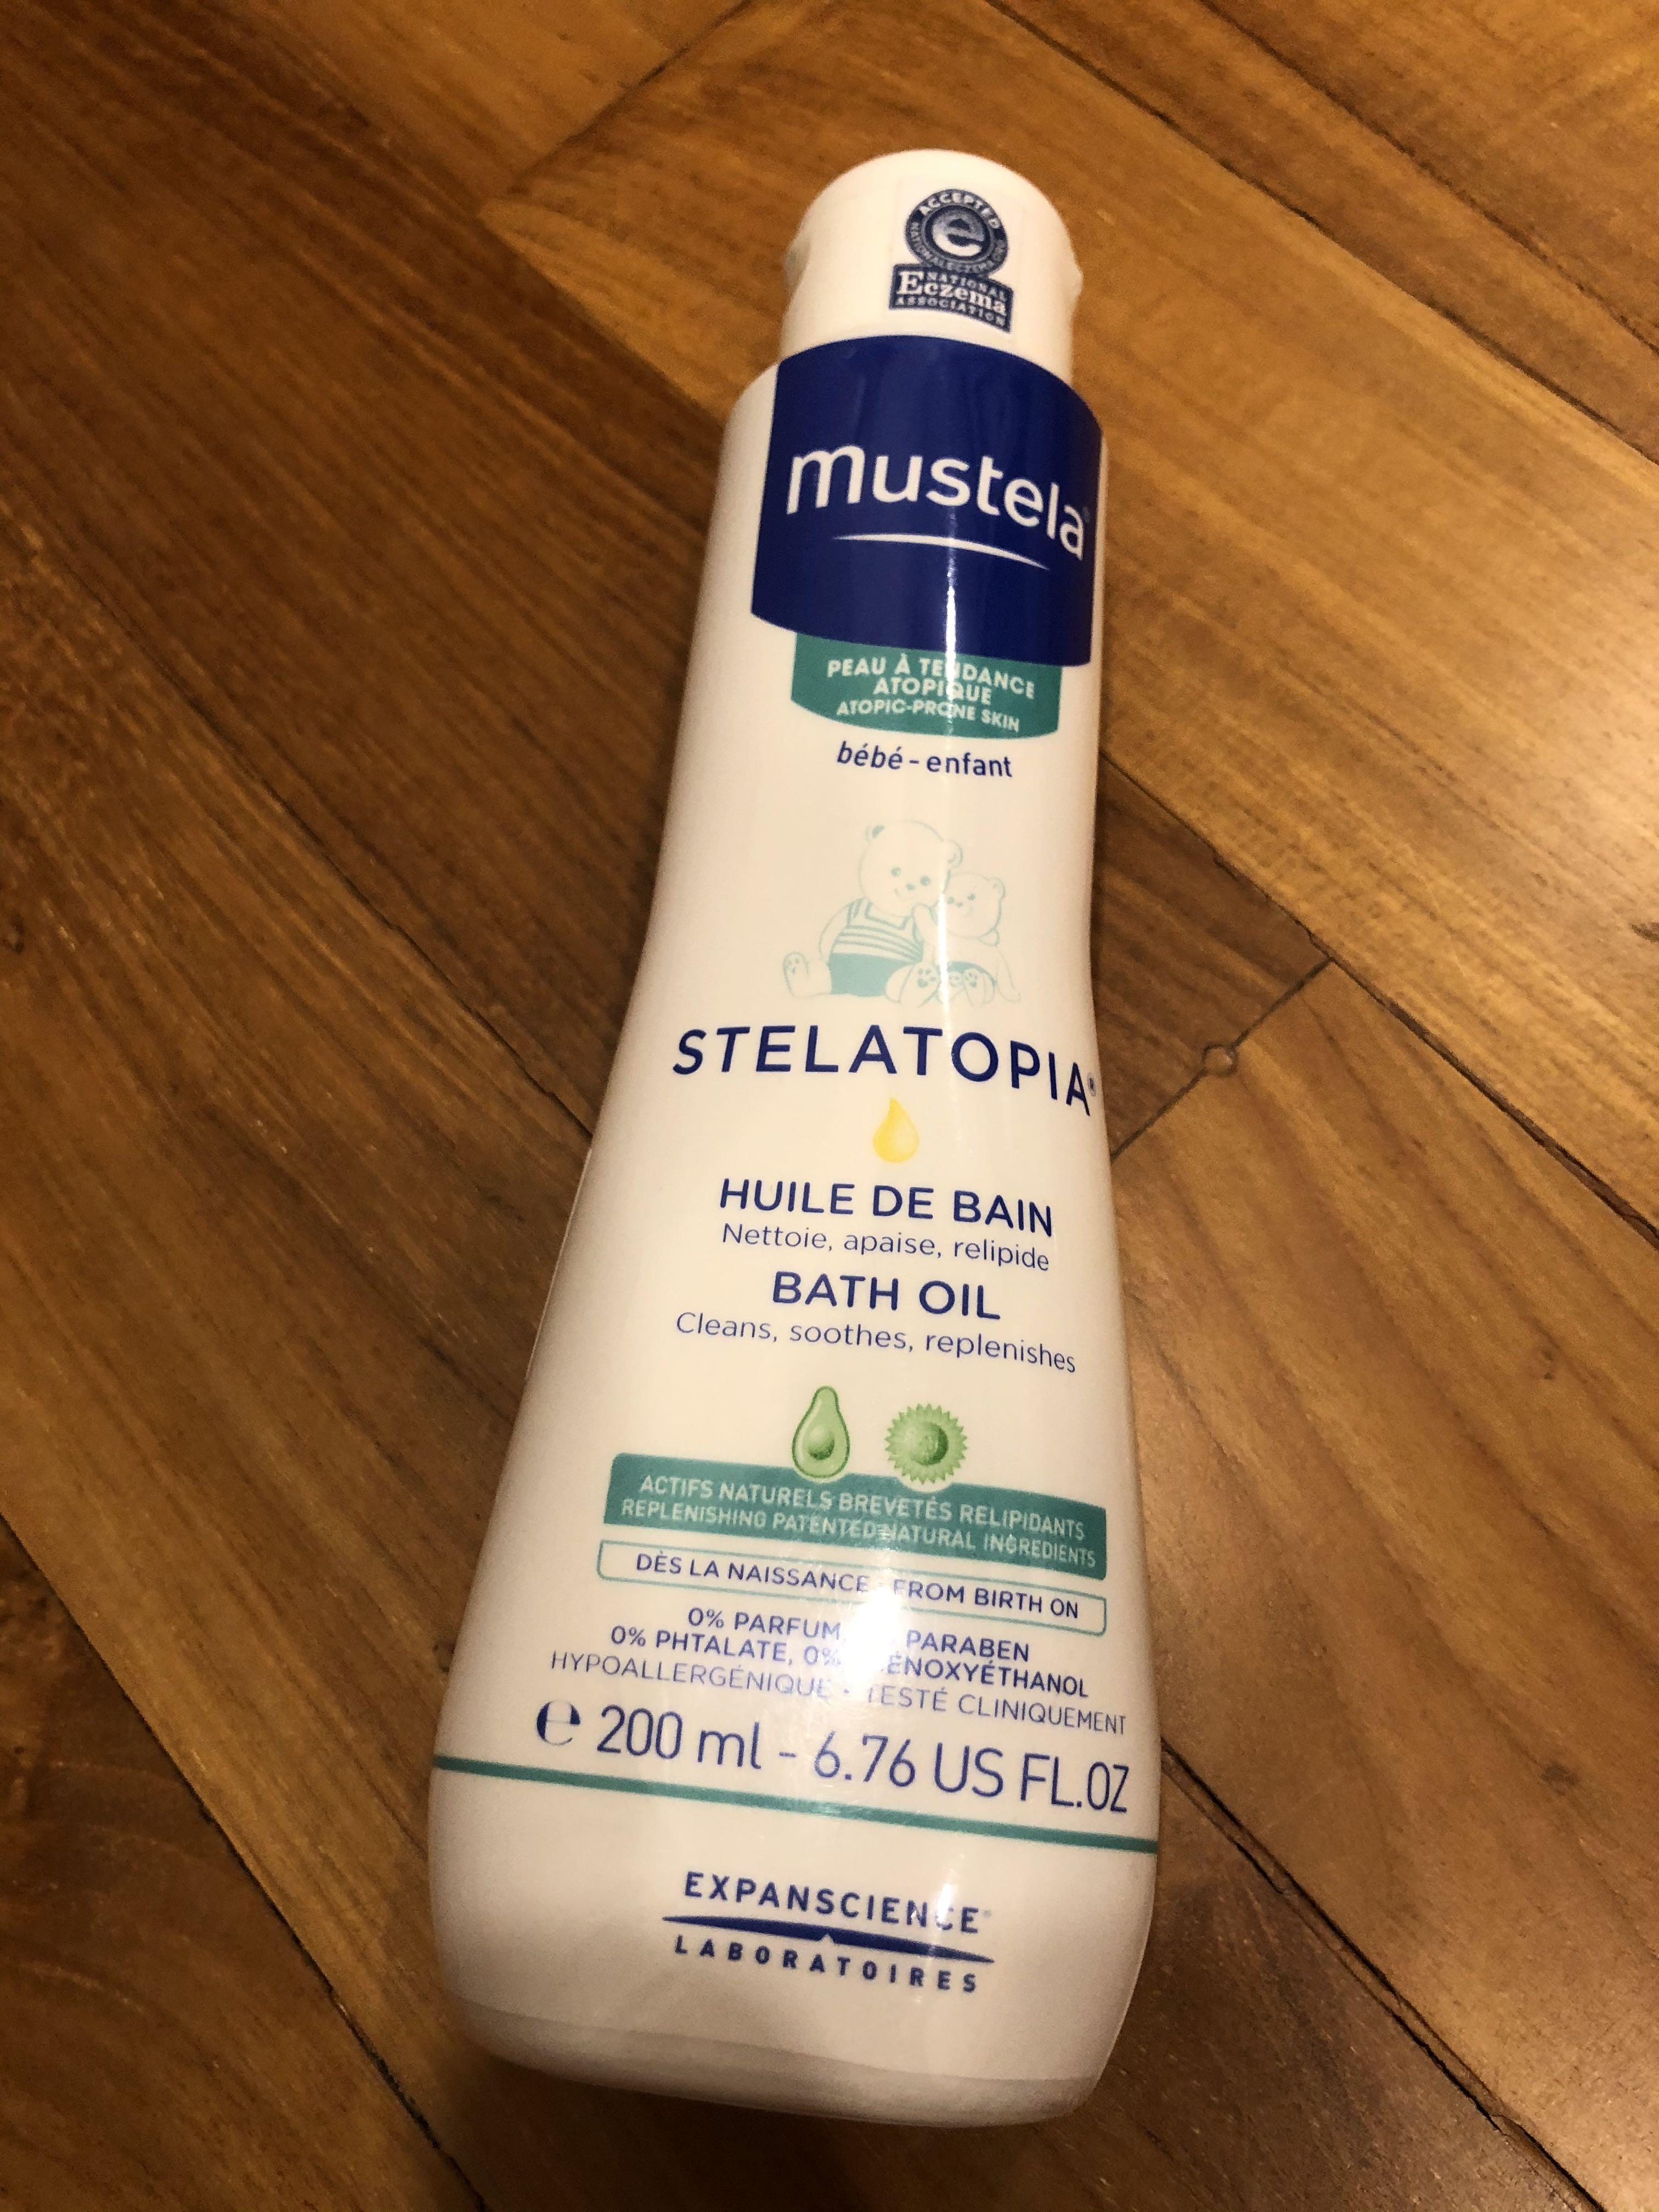 ACCEPTED
e
NATIONALECZEMA.ORG
NATIONAL
Eczema
ASSOCIATION
mustela®
PEAU À TENDANCE
ATOPIQUE
ATOPIC-PRONE SKIN
bébé - enfant
STELATOPIA®
HUILE DE BAIN
Nettoie, apaise, relipide
BATH OIL
Cleans, soothes, replenishes
ACTIFS NATURELS BREVETÉS RELIPIDANTS
REPLENISHING PATENTED NATURAL INGREDIENTS
DÈS LA NAISSANCE - FROM BIRTH ON
0% PARFUM PARABEN
0% PHTALATE, 0%
HYPOALLERGÉNIQUE - TESTÉ CLINIQUEMENT
℮ 200 ml - 6.76 US FL.OZ
EXPANSCIENCE®
LABORATOIRES